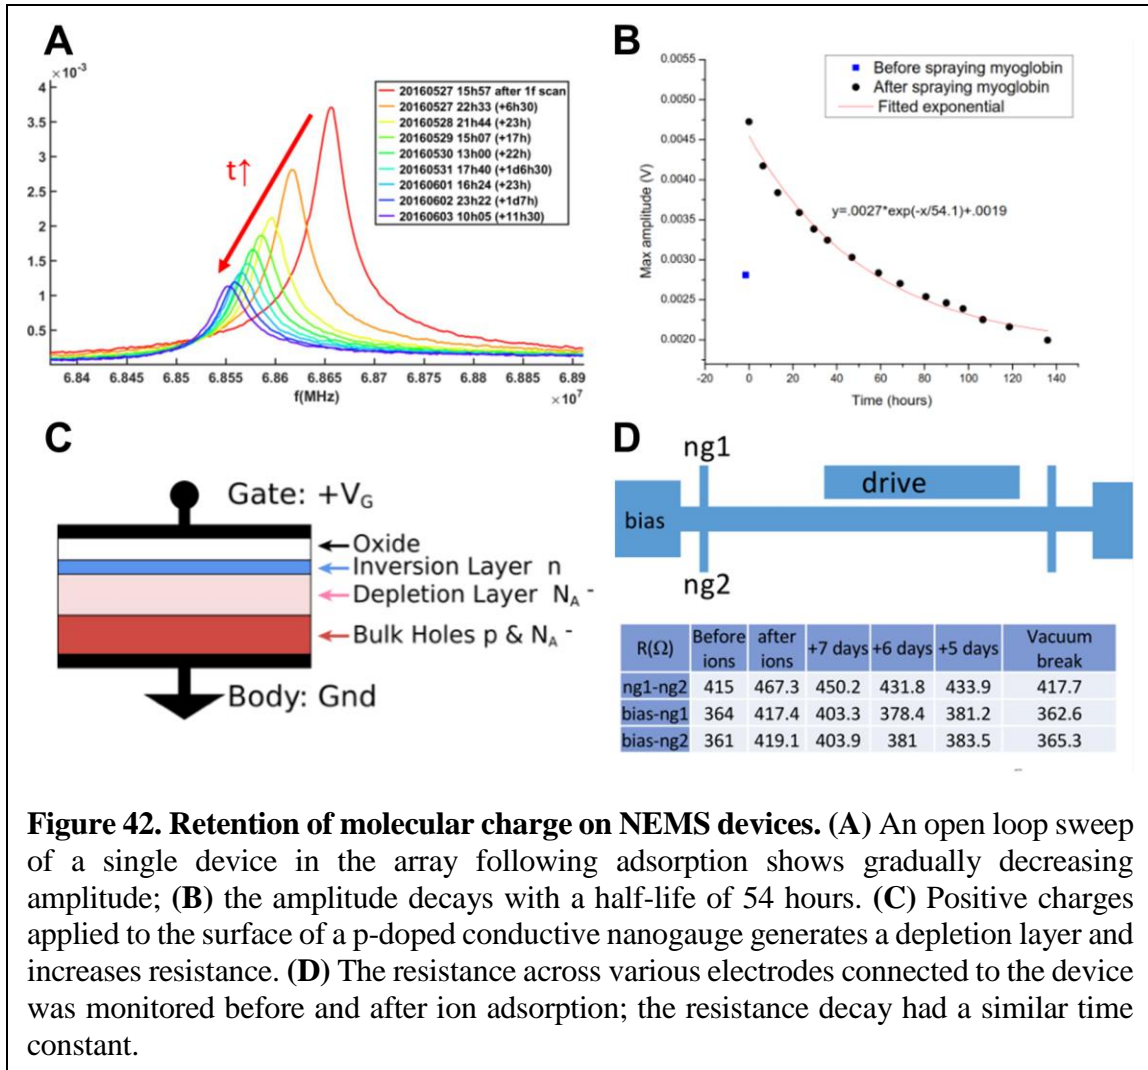 A
×10⁻³
4
3.5
3
2.5
2
1.5
1
0.5
t↑
20160527 15h57 after 1f scan
20160527 22h33 (+6h30)
20160528 21h44 (+23h)
20160529 15h07 (+17h)
20160530 13h00 (+22h)
20160531 17h40 (+1d6h30)
20160601 16h24 (+23h)
20160602 23h22 (+1d7h)
20160603 10h05 (+11h30)
6.84 6.845 6.85 6.855 6.86 6.865 6.87 6.875 6.88 6.885 6.89
f(MHz)
×10⁷
B
0.0055
0.0050
0.0045
0.0040
0.0035
0.0030
0.0025
0.0020
Max amplitude (V)
Before spraying myoglobin
After spraying myoglobin
Fitted exponential
y=.0027*exp(-x/54.1)+.0019
-20 0 20 40 60 80 100 120 140
Time (hours)
C
Gate: +V_G
Oxide
Inversion Layer n
Depletion Layer N_A⁻
Bulk Holes p & N_A⁻
Body: Gnd
D
ng1
drive
bias
ng2
R(Ω) Before ions after ions +7 days +6 days +5 days Vacuum break
ng1-ng2 415 467.3 450.2 431.8 433.9 417.7
bias-ng1 364 417.4 403.3 378.4 381.2 362.6
bias-ng2 361 419.1 403.9 381 383.5 365.3
Figure 42. Retention of molecular charge on NEMS devices. (A) An open loop sweep
of a single device in the array following adsorption shows gradually decreasing
amplitude; (B) the amplitude decays with a half-life of 54 hours. (C) Positive charges
applied to the surface of a p-doped conductive nanogauge generates a depletion layer and
increases resistance. (D) The resistance across various electrodes connected to the device
was monitored before and after ion adsorption; the resistance decay had a similar time
constant.